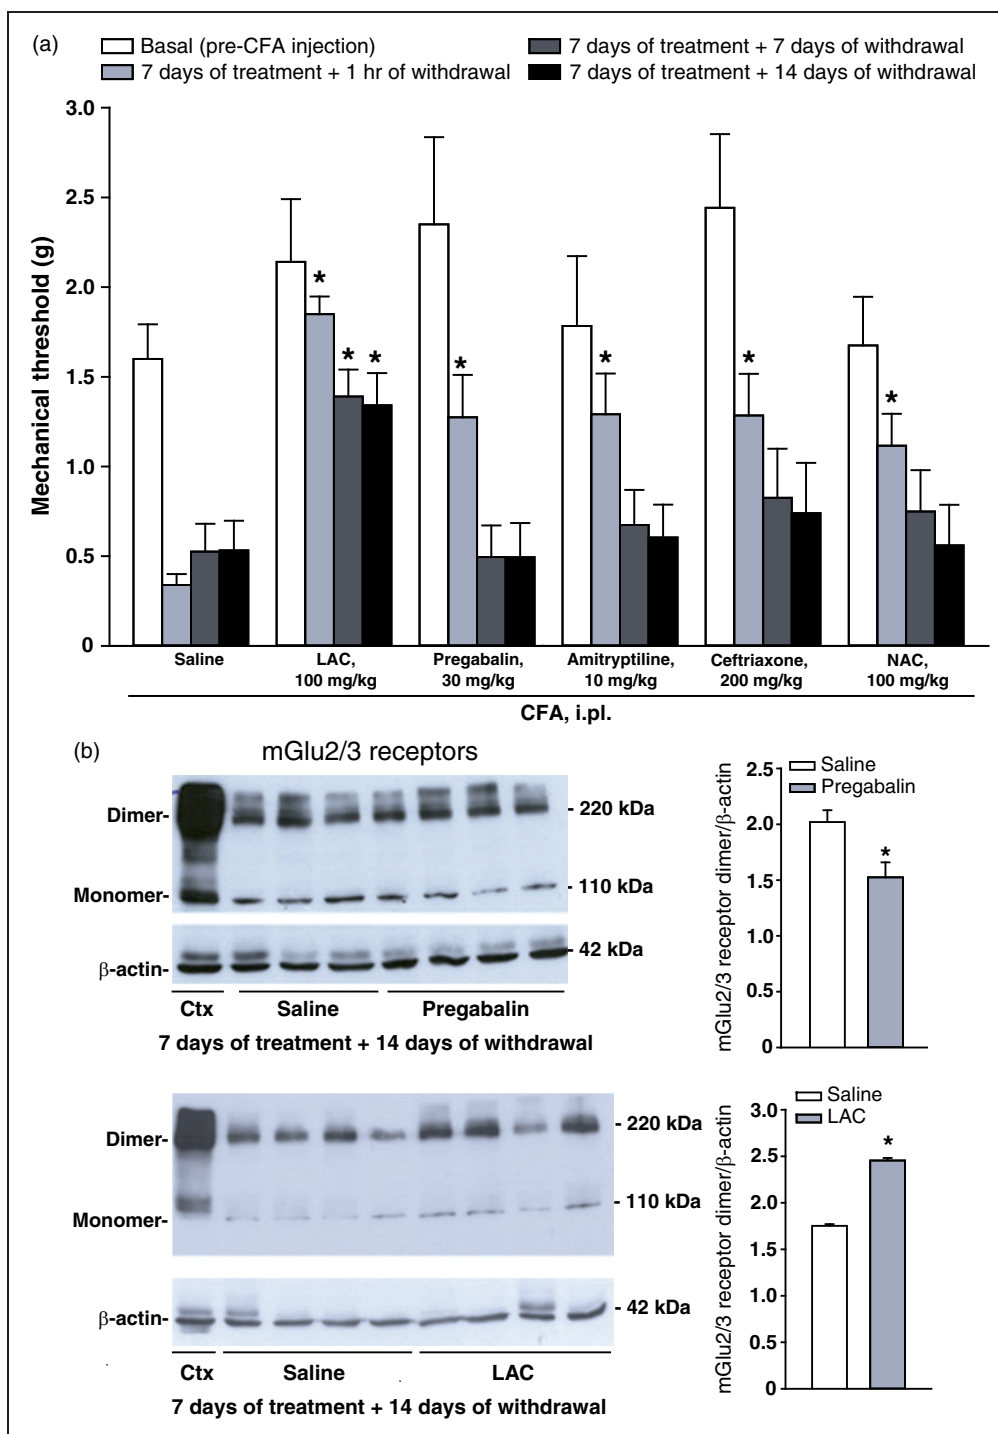 (a)
Basal (pre-CFA injection)
7 days of treatment + 1 hr of withdrawal
7 days of treatment + 7 days of withdrawal
7 days of treatment + 14 days of withdrawal
Mechanical threshold (g)
3.0
2.5
2.0
1.5
1.0
0.5
0
*
* *
*
*
*
*
Saline
LAC,
100 mg/kg
Pregabalin,
30 mg/kg
Amitryptiline,
10 mg/kg
Ceftriaxone,
200 mg/kg
NAC,
100 mg/kg
CFA, i.pl.
(b)
mGlu2/3 receptors
Dimer-
Monomer-
β-actin-
- 220 kDa
- 110 kDa
- 42 kDa
Ctx
Saline
Pregabalin
7 days of treatment + 14 days of withdrawal
mGlu2/3 receptor dimer/β-actin
2.5
2.0
1.5
1.0
0.5
0
Saline
Pregabalin
*
Dimer-
Monomer-
β-actin-
- 220 kDa
- 110 kDa
- 42 kDa
Ctx
Saline
LAC
7 days of treatment + 14 days of withdrawal
mGlu2/3 receptor dimer/β-actin
3.0
2.5
2.0
1.5
1.0
0.5
0
Saline
LAC
*